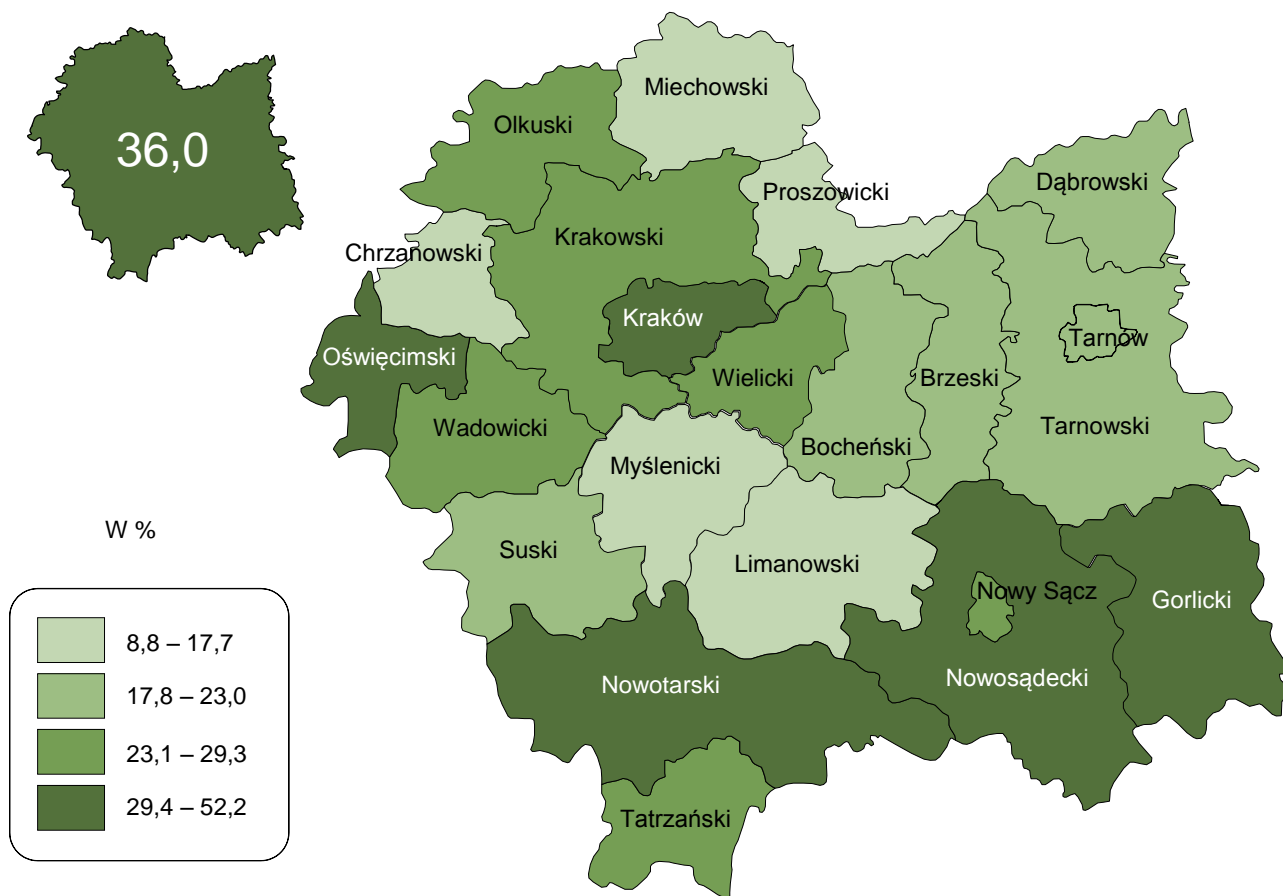 36,0
Miechowski
Olkuski
Proszowicki
Dąbrowski
Krakowski
Chrzanowski
Kraków
Tarnów
Oświęcimski
Wielicki
Brzeski
Wadowicki
Tarnowski
Bocheński
Myślenicki
W %
Suski
Limanowski
Nowy Sącz
Gorlicki
8,8 – 17,7
Nowosądecki
Nowotarski
17,8 – 23,0
23,1 – 29,3
29,4 – 52,2
Tatrzański